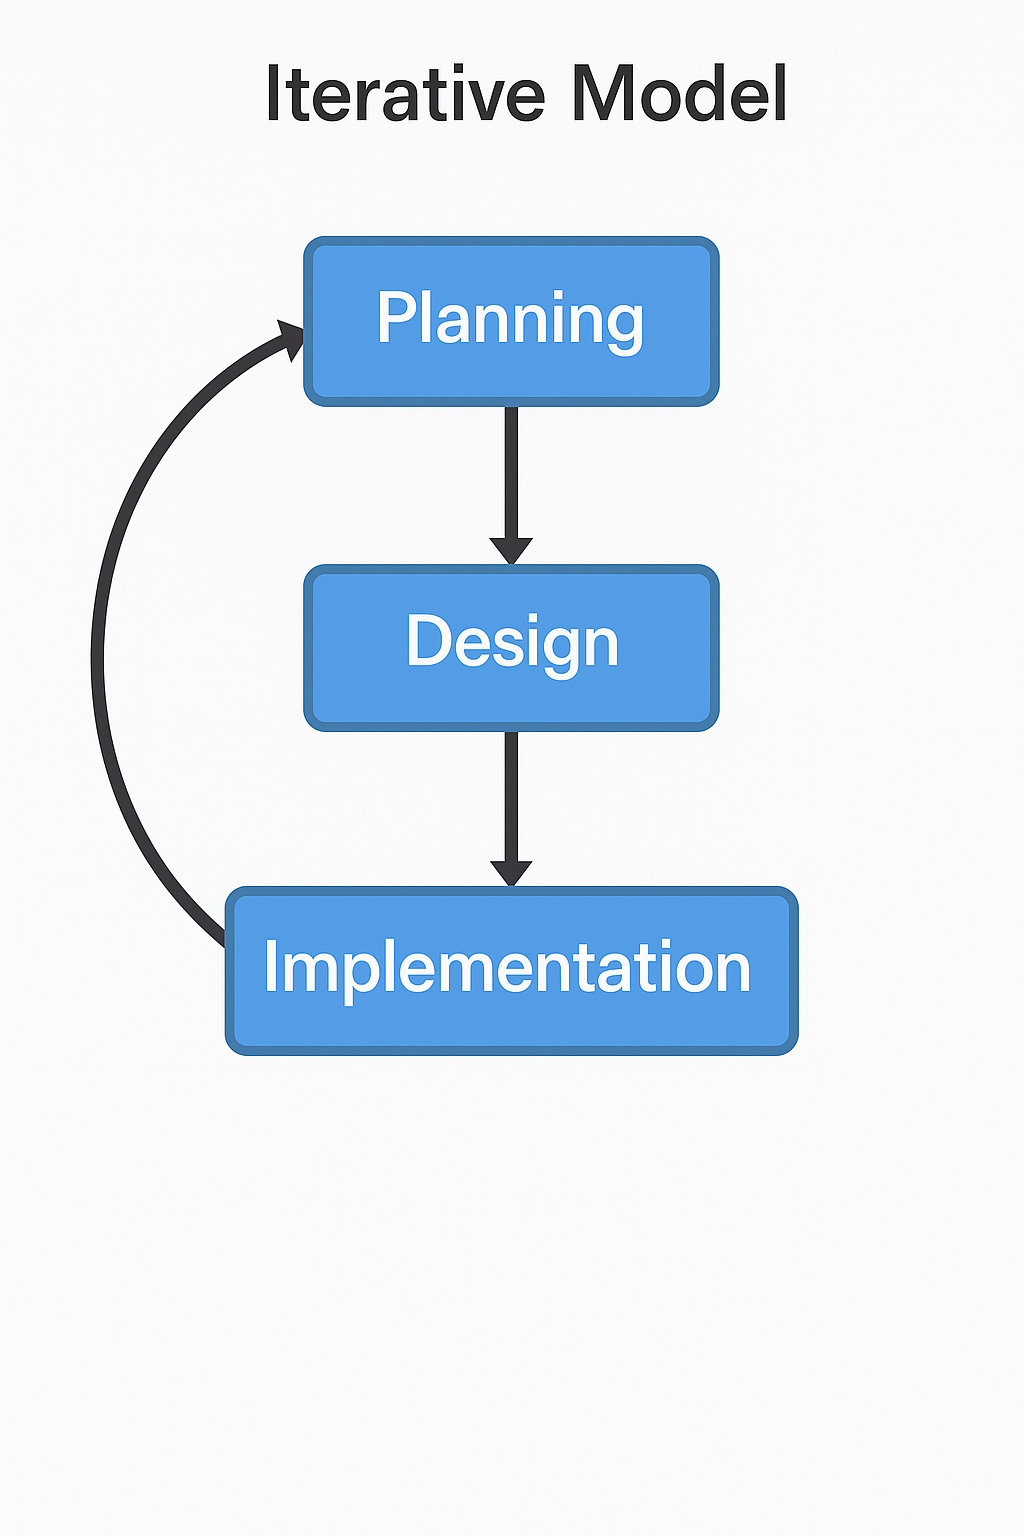 Iterative Model
Planning
Design
Implementation